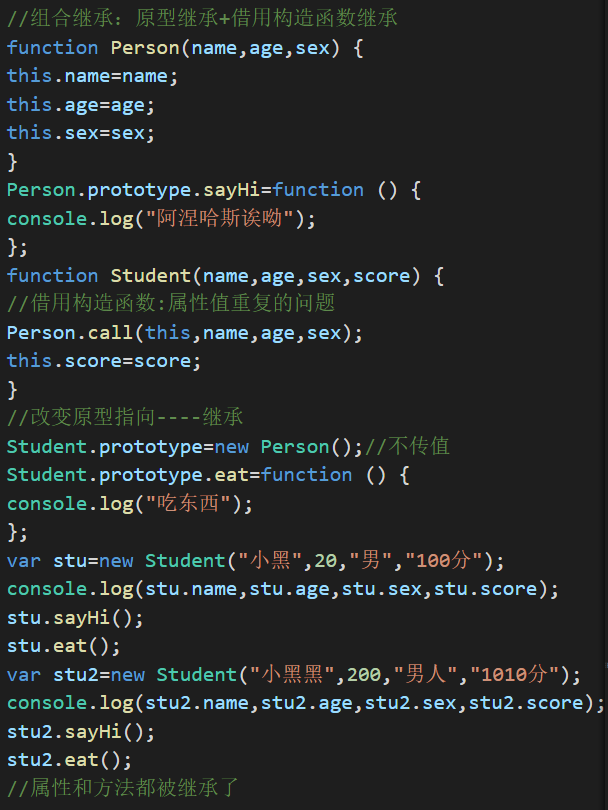 //组合继承：原型继承+借用构造函数继承
function Person(name,age,sex) {
this.name=name;
this.age=age;
this.sex=sex;
}
Person.prototype.sayHi=function () {
console.log("阿涅哈斯诶呦");
};
function Student(name,age,sex,score) {
//借用构造函数:属性值重复的问题
Person.call(this,name,age,sex);
this.score=score;
}
//改变原型指向----继承
Student.prototype=new Person();//不传值
Student.prototype.eat=function () {
console.log("吃东西");
};
var stu=new Student("小黑",20,"男","100分");
console.log(stu.name,stu.age,stu.sex,stu.score);
stu.sayHi();
stu.eat();
var stu2=new Student("小黑黑",200,"男人","1010分");
console.log(stu2.name,stu2.age,stu2.sex,stu2.score);
stu2.sayHi();
stu2.eat();
//属性和方法都被继承了